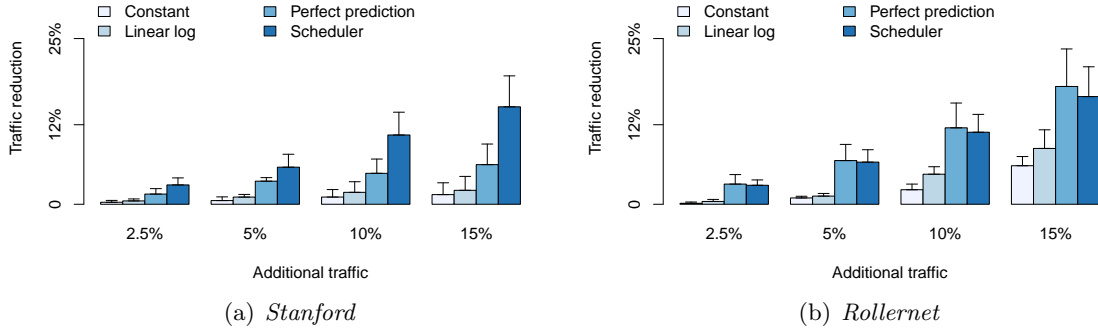 Constant
Linear log
Perfect prediction
Scheduler
Traffic reduction
25%
12%
0
2.5%
5%
10%
15%
Additional traffic
(a) Stanford
Constant
Linear log
Perfect prediction
Scheduler
Traffic reduction
25%
12%
0
2.5%
5%
10%
15%
Additional traffic
(b) Rollernet